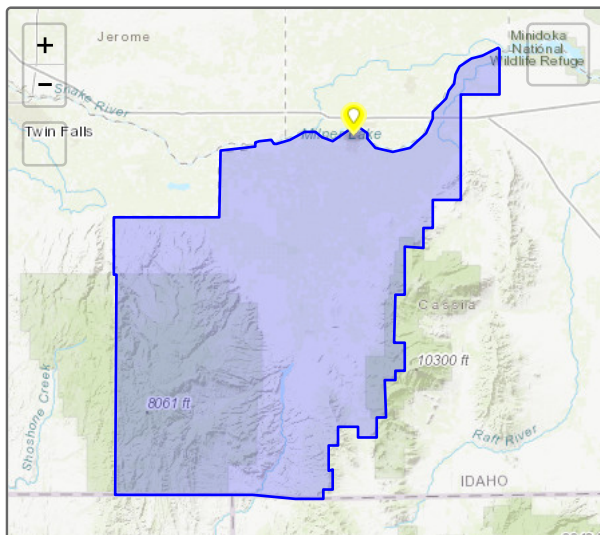 +
Jerome
Minidoka
National
Wildlife Refuge
−
Snake River
Twin Falls
Milner Lake
Cassia
10300 ft
8061 ft
Shoshone Creek
Raft River
IDAHO